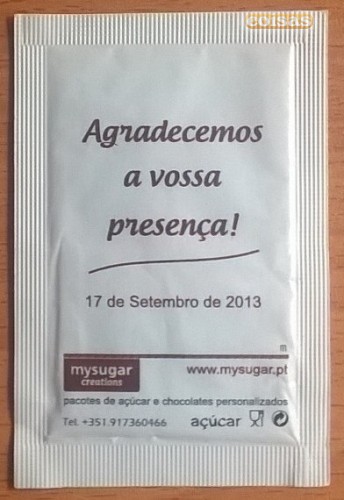 coisas
Agradecemos
a vossa
presença!
17 de Setembro de 2013
m
mysugar
creations
www.mysugar.pt
pacotes de açúcar e chocolates personalizados
Tel. +351.917360466
açúcar